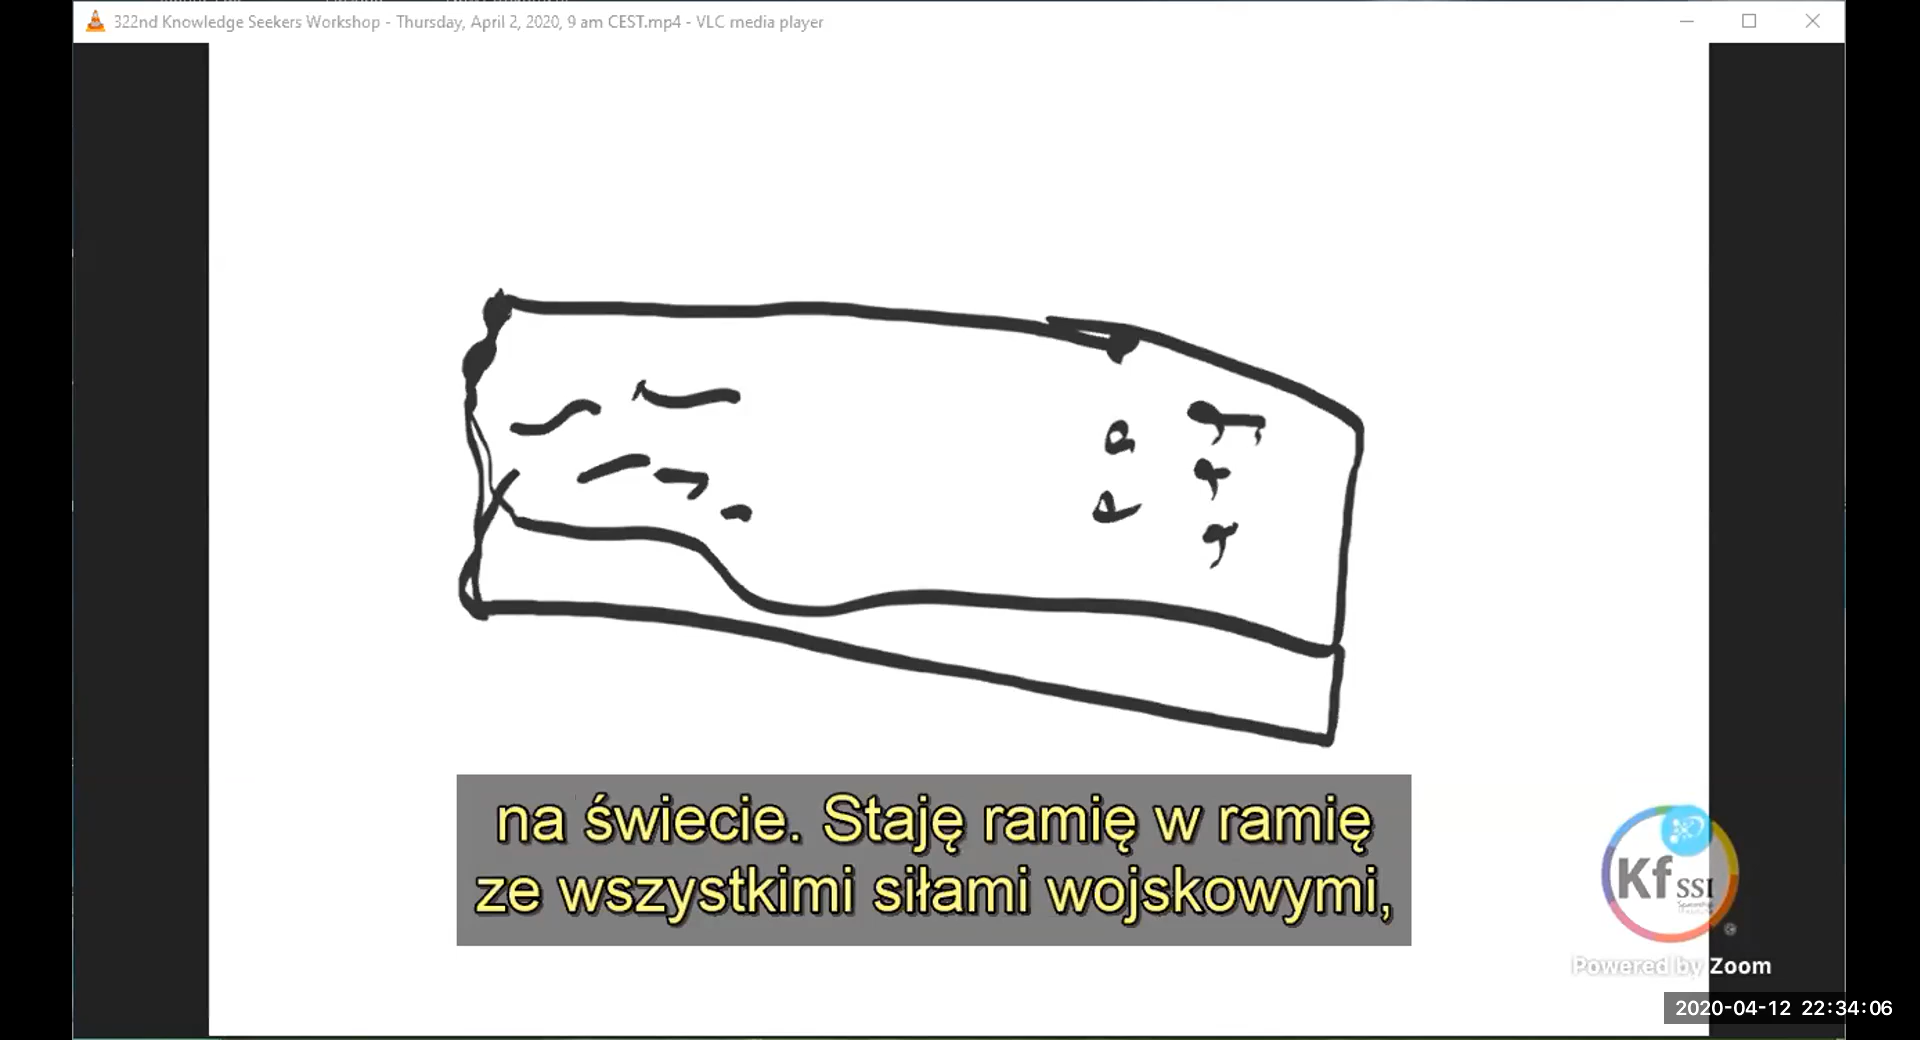 322nd Knowledge Seekers Workshop - Thursday, April 2, 2020, 9 am CEST.mp4 - VLC media player
na świecie. Staję ramię w ramię
ze wszystkimi siłami wojskowymi,
Kf SSI
Powered by Zoom
2020-04-12 22:34:06